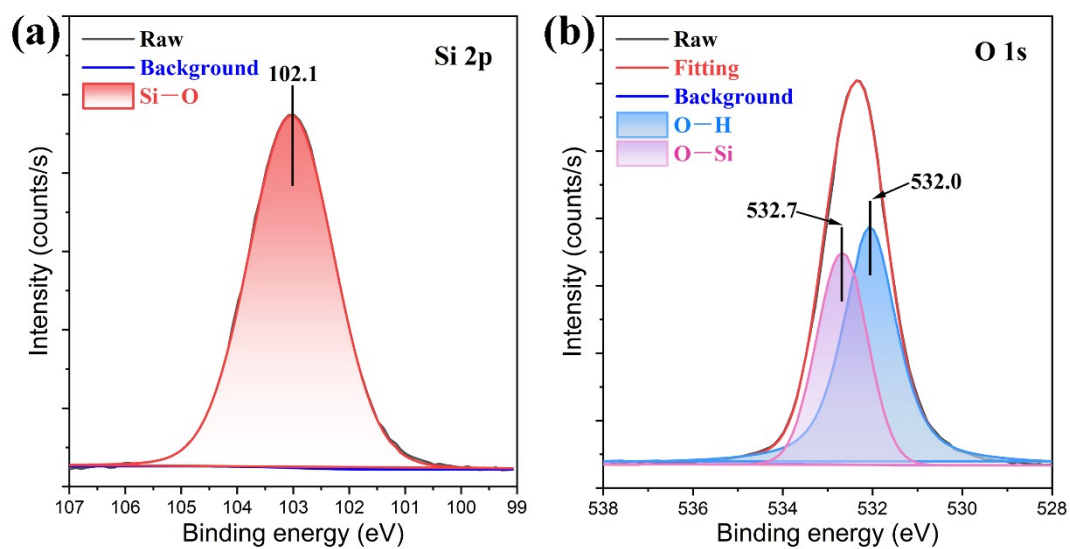 (a)
Raw
Background
Si－O
Si 2p
102.1
Intensity (counts/s)
107 106 105 104 103 102 101 100 99
Binding energy (eV)
(b)
Raw
Fitting
Background
O－H
O－Si
O 1s
532.7
532.0
Intensity (counts/s)
538 536 534 532 530 528
Binding energy (eV)